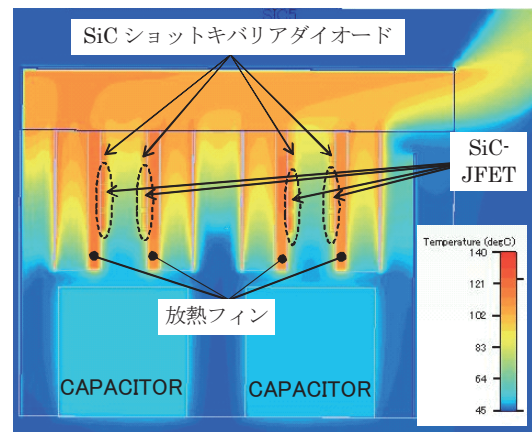 SIC5
SiC ショットキバリアダイオード
SiC-
JFET
Temperature (degC)
140
121
102
83
64
45
放熱フィン
CAPACITOR
CAPACITOR